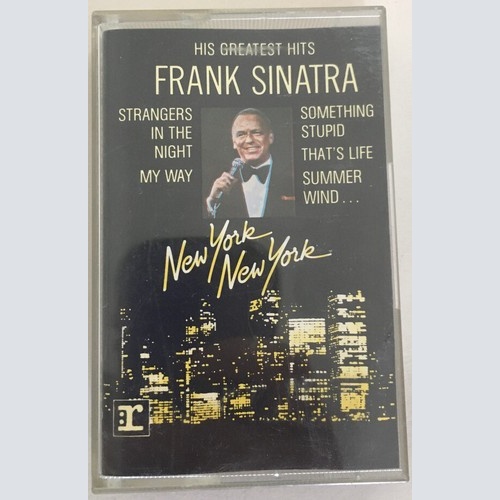 HIS GREATEST HITS
FRANK SINATRA
STRANGERS
IN THE
NIGHT
MY WAY
SOMETHING
STUPID
THAT'S LIFE
SUMMER
WIND...
New York
New York
r